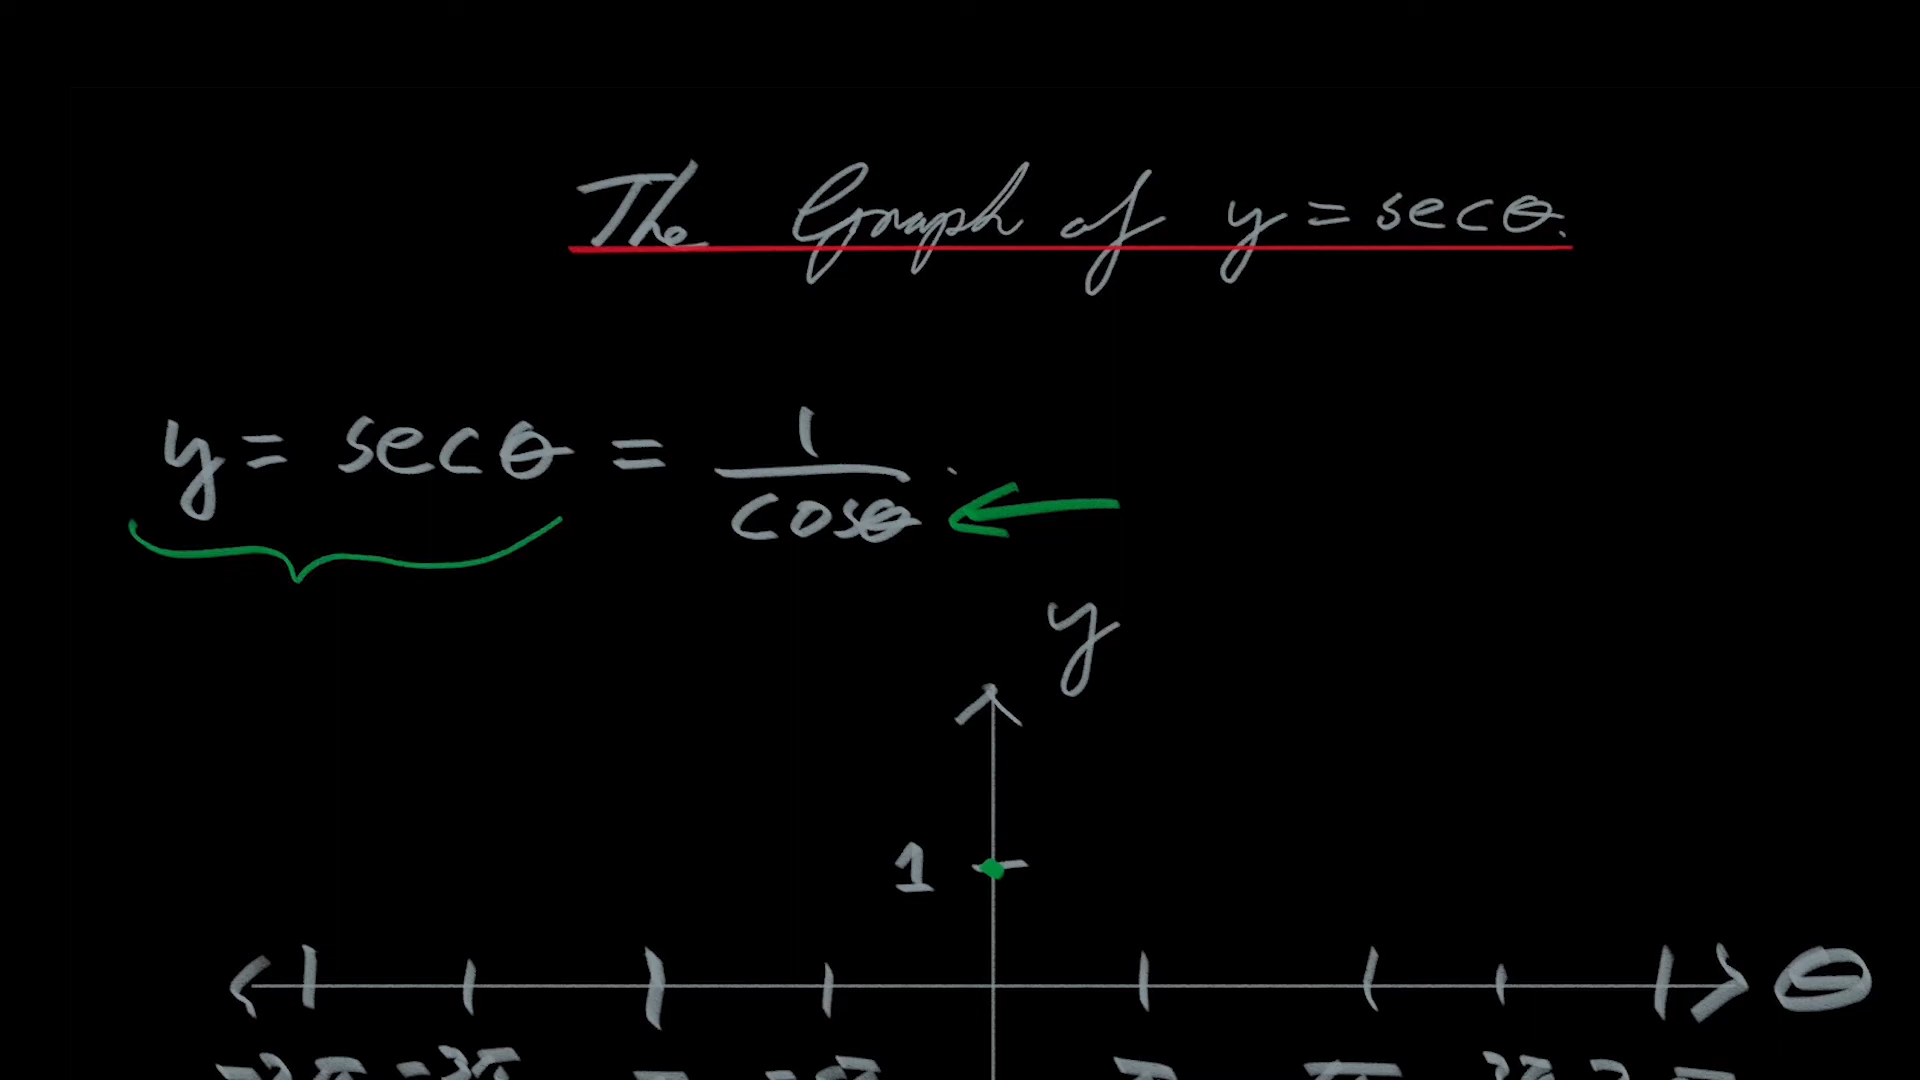 The Graph of y = secθ.
y = secθ = 1/cosθ.
y
1
θ